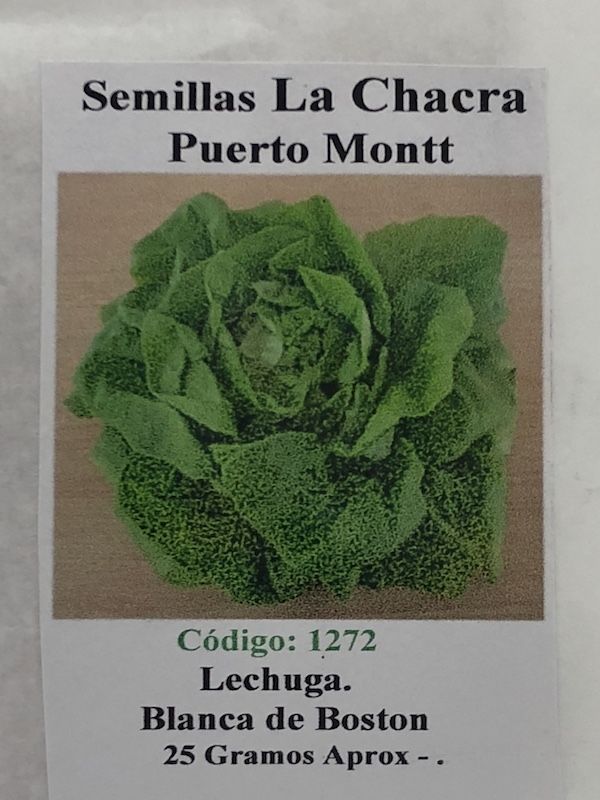 Semillas La Chacra
Puerto Montt
Código: 1272
Lechuga.
Blanca de Boston
25 Gramos Aprox - .